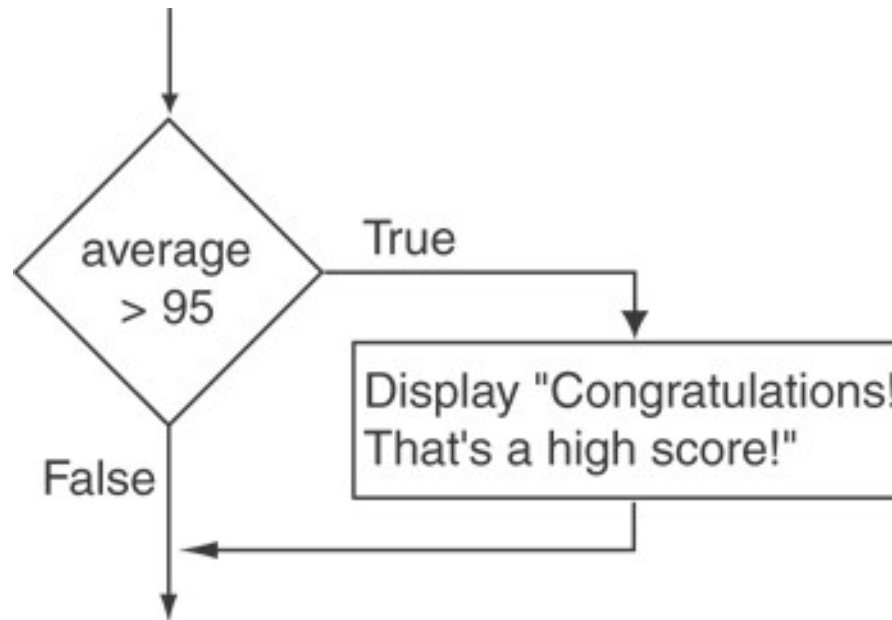 average
> 95
True
Display "Congratulations!
That's a high score!"
False